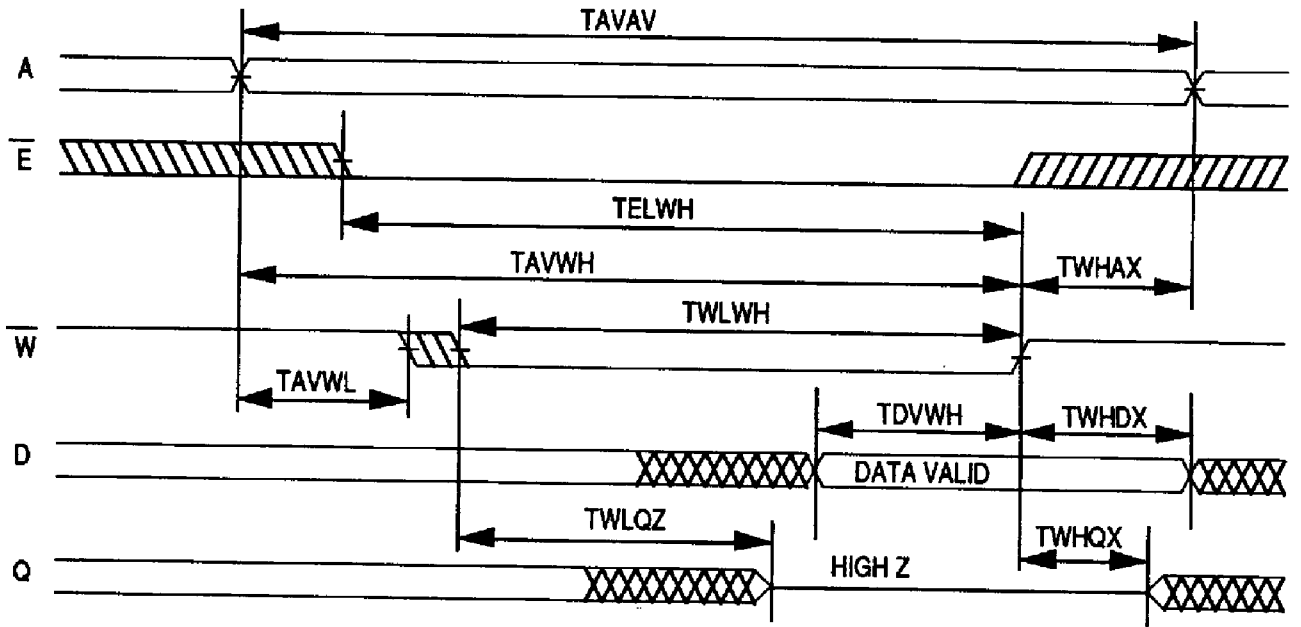 TAVAV
A
E̅
TELWH
TAVWH
TWHAX
TWLWH
W̅
TAVWL
TDVWH
TWHDX
D
DATA VALID
TWLQZ
TWHQX
Q
HIGH Z